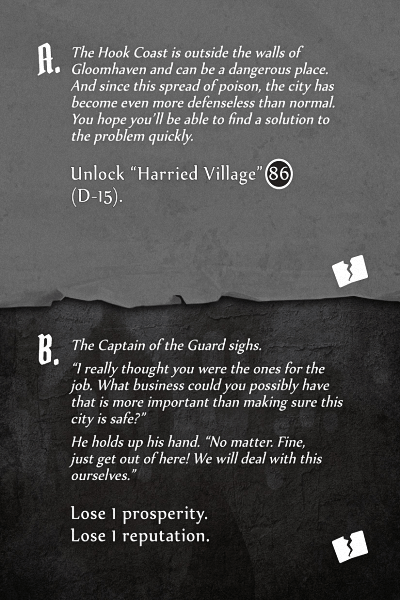 A.
The Hook Coast is outside the walls of
Gloomhaven and can be a dangerous place.
And since this spread of poison, the city has
become even more defenseless than normal.
You hope you’ll be able to find a solution to
the problem quickly.
Unlock “Harried Village” 86
(D-15).
B.
The Captain of the Guard sighs.
“I really thought you were the ones for the
job. What business could you possibly have
that is more important than making sure this
city is safe?”
He holds up his hand. “No matter. Fine,
just get out of here! We will deal with this
ourselves.”
Lose 1 prosperity.
Lose 1 reputation.